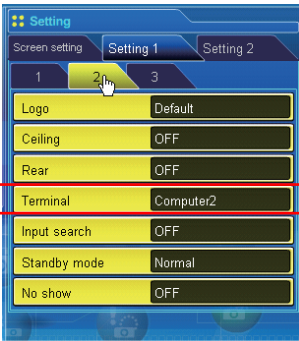 Setting
Screen setting Setting 1 Setting 2
1 2 3
Logo Default
Ceiling OFF
Rear OFF
Terminal Computer2
Input search OFF
Standby mode Normal
No show OFF